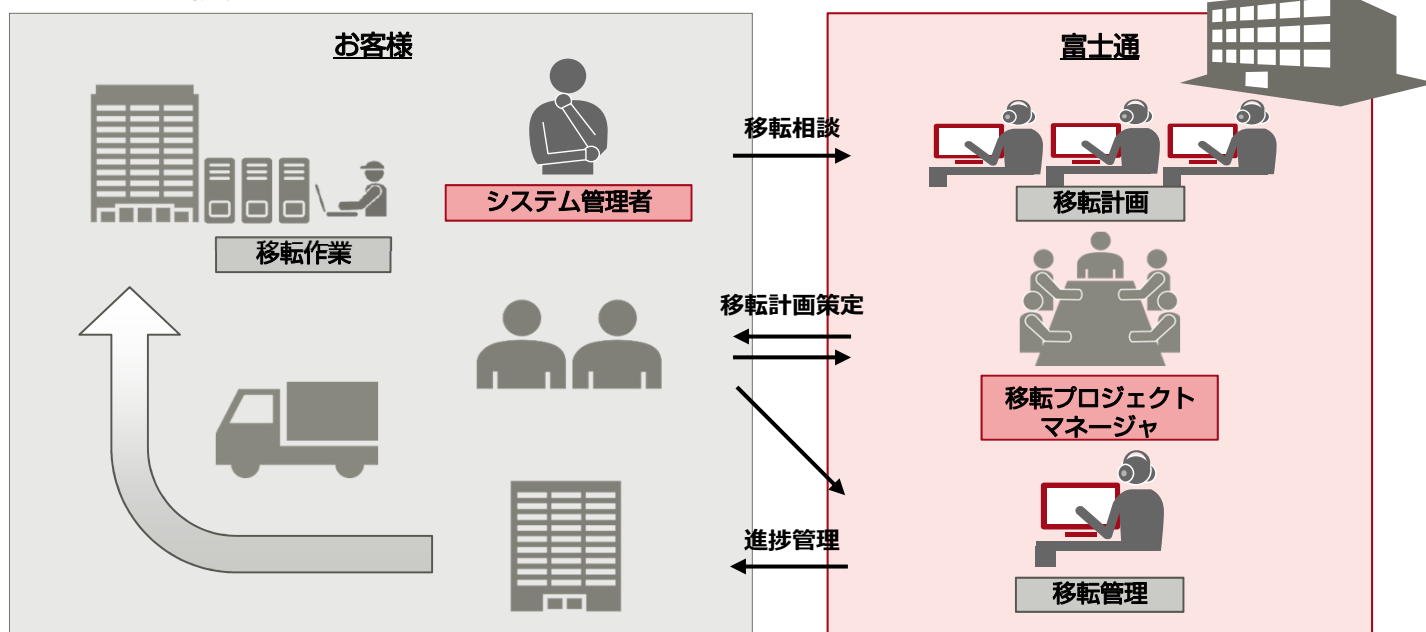 お客様
富士通
移転相談
システム管理者
移転計画
移転作業
移転計画策定
移転プロジェクト
マネージャ
進捗管理
移転管理